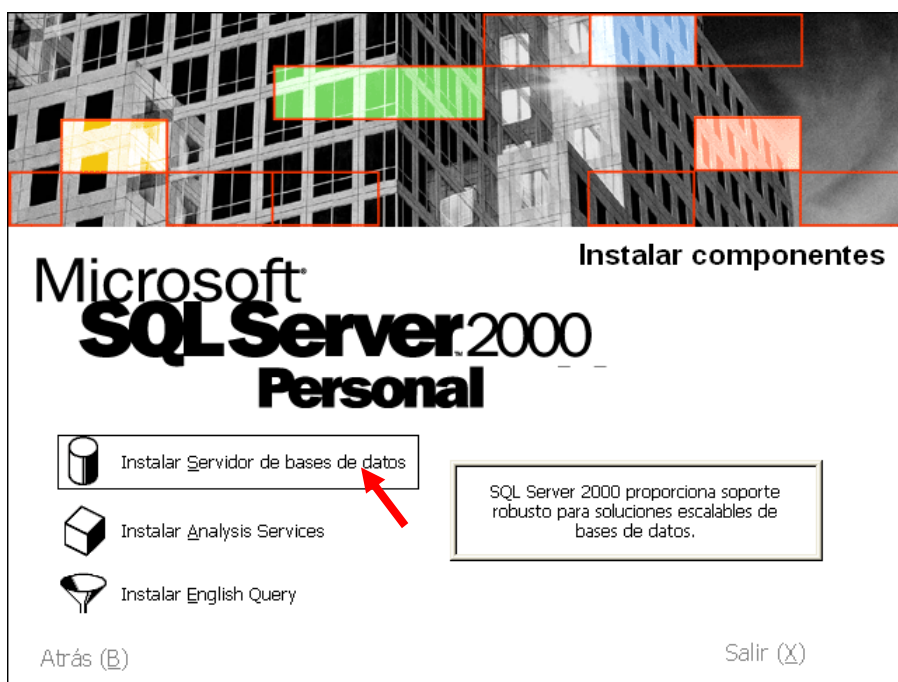 Instalar componentes
Microsoft
SQL Server 2000
Personal
Instalar Servidor de bases de datos
SQL Server 2000 proporciona soporte
robusto para soluciones escalables de
bases de datos.
Instalar Analysis Services
Instalar English Query
Atrás (B)
Salir (X)